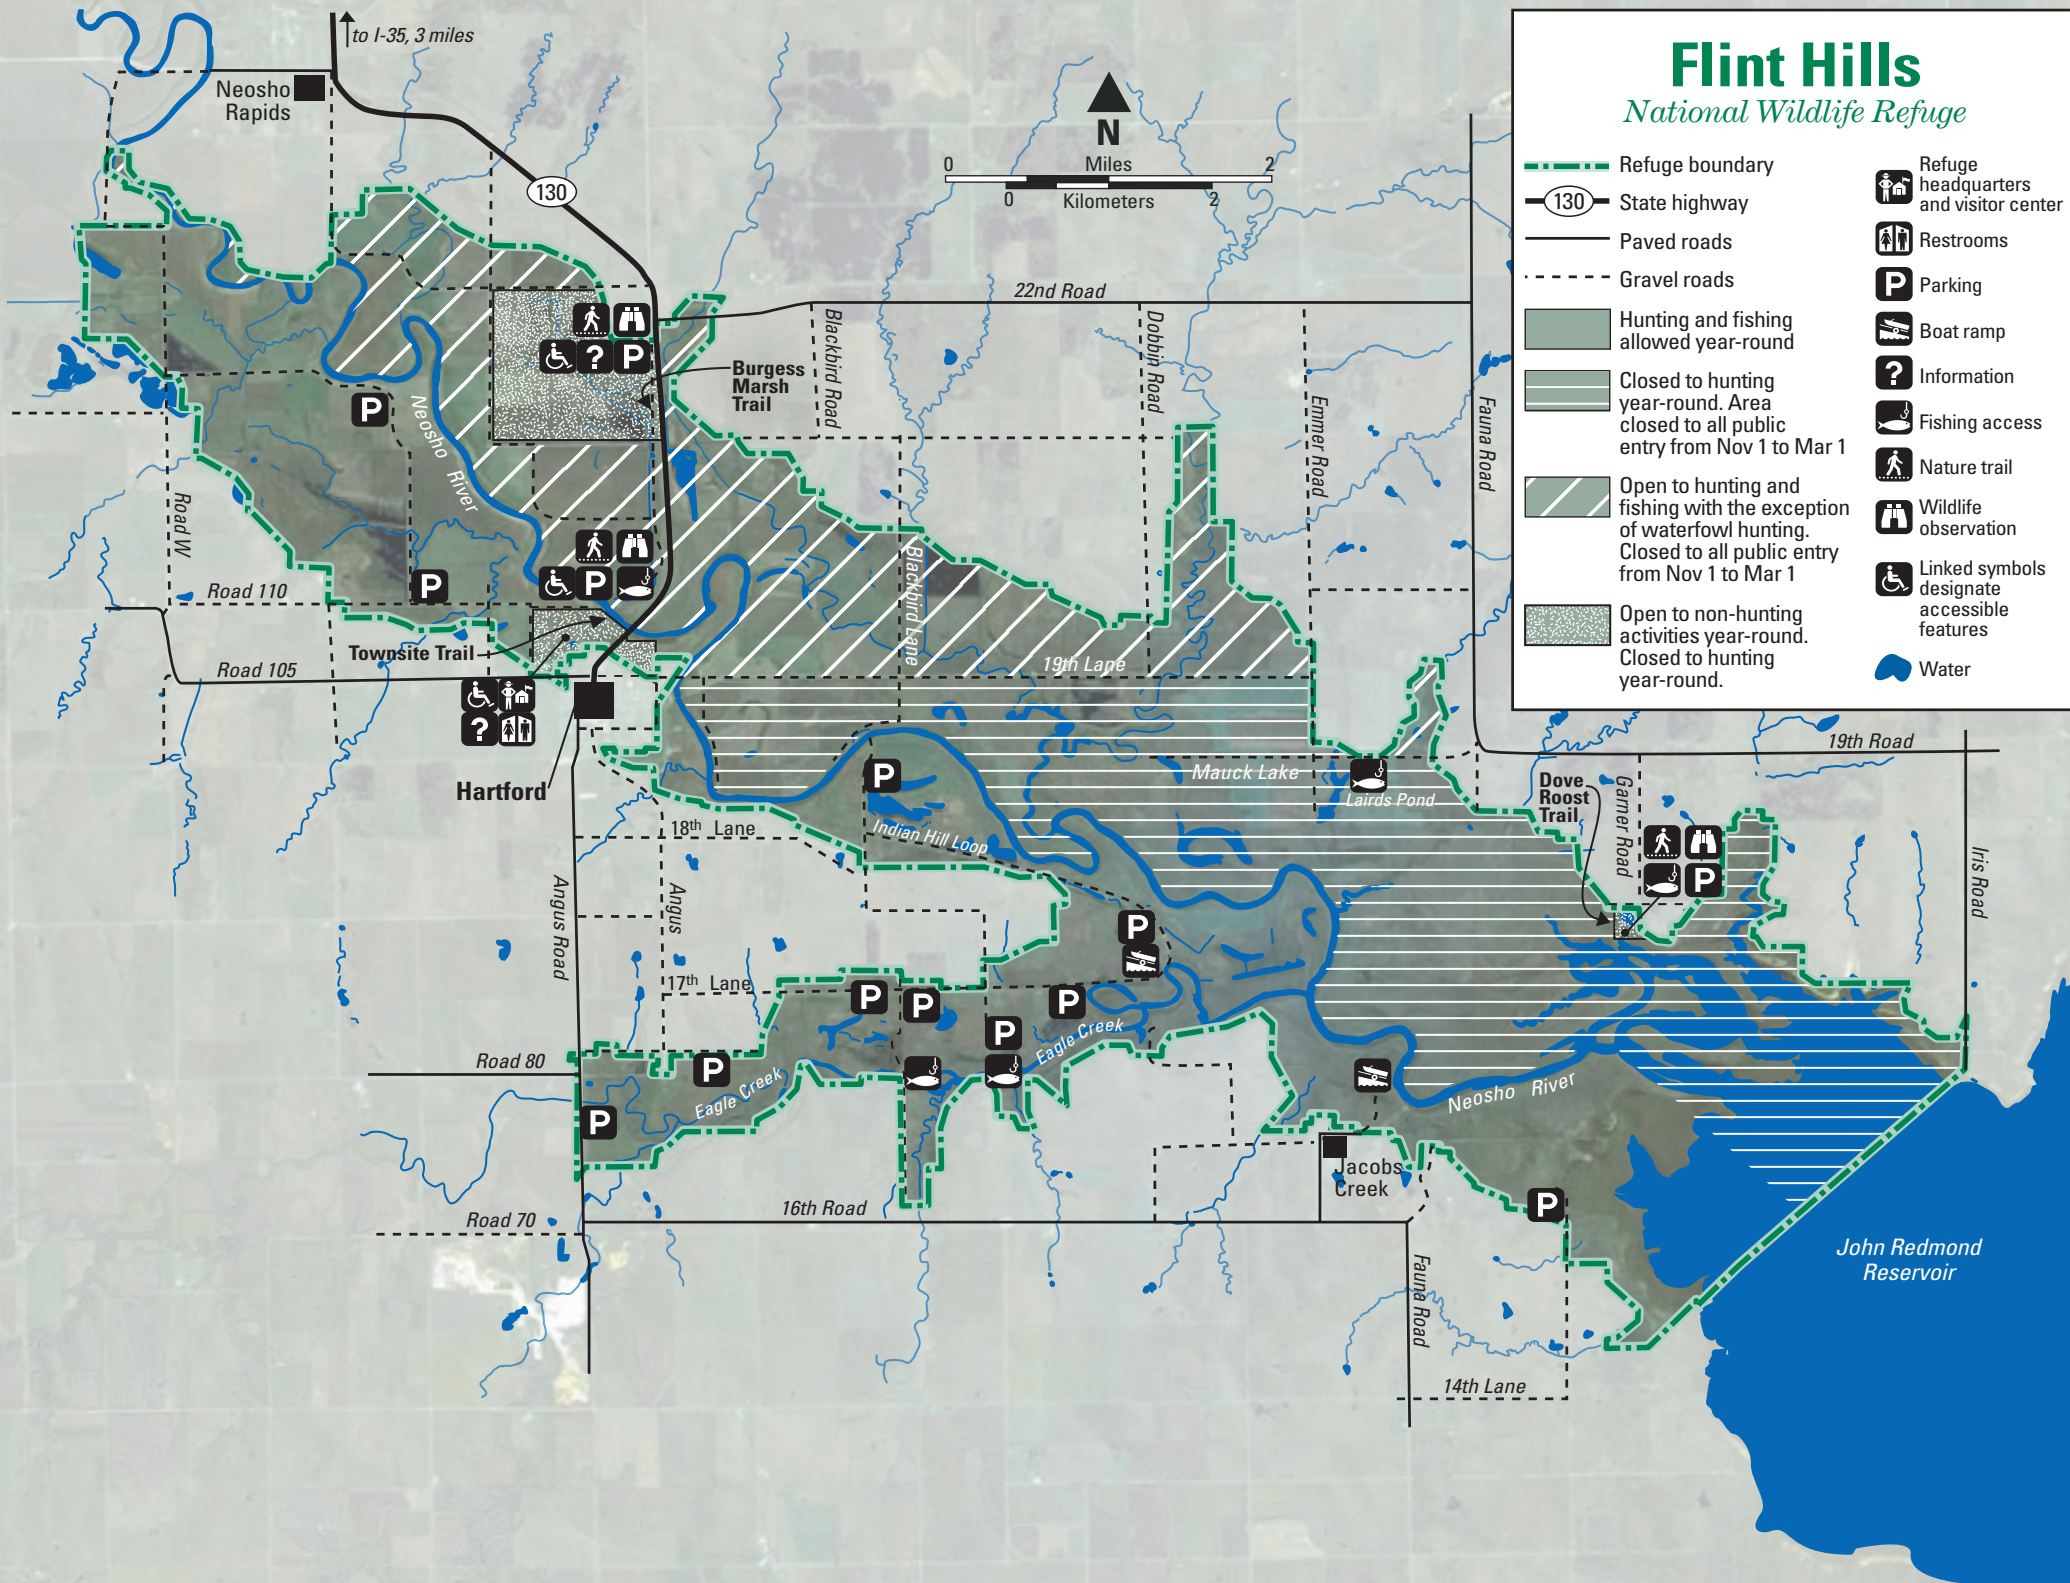 to I-35, 3 miles
Neosho
Rapids
130
N
0 Miles 2
0 Kilometers 2
22nd Road
Blackbird Road
Dobbin Road
Emmer Road
Fauna Road
Burgess
Marsh
Trail
P
?
P
P
Neosho River
Road W
P
P
Road 110
Townsite Trail
Road 105
?
Hartford
Blackbird Lane
19th Lane
Mauck Lake
Lairds Pond
19th Road
Dove
Roost
Trail
Garner Road
P
Iris Road
P
Indian Hill Loop
18th Lane
Angus Road
Angus
17th Lane
P
P
P
P
P
Eagle Creek
Road 80
P
Eagle Creek
P
Neosho River
Jacobs
Creek
P
16th Road
Road 70
Fauna Road
14th Lane
John Redmond
Reservoir
Flint Hills
National Wildlife Refuge
Refuge boundary
130 State highway
Paved roads
Gravel roads
Hunting and fishing
allowed year-round
Closed to hunting
year-round. Area
closed to all public
entry from Nov 1 to Mar 1
Open to hunting and
fishing with the exception
of waterfowl hunting.
Closed to all public entry
from Nov 1 to Mar 1
Open to non-hunting
activities year-round.
Closed to hunting
year-round.
Refuge
headquarters
and visitor center
Restrooms
P Parking
Boat ramp
? Information
Fishing access
Nature trail
Wildlife
observation
Linked symbols
designate
accessible
features
Water